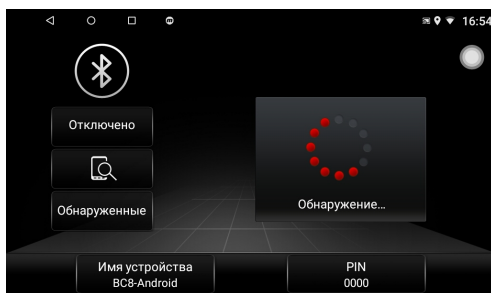 16:54
Отключено
Обнаруженные
Обнаружение...
Имя устройства
BC8-Android
PIN
0000